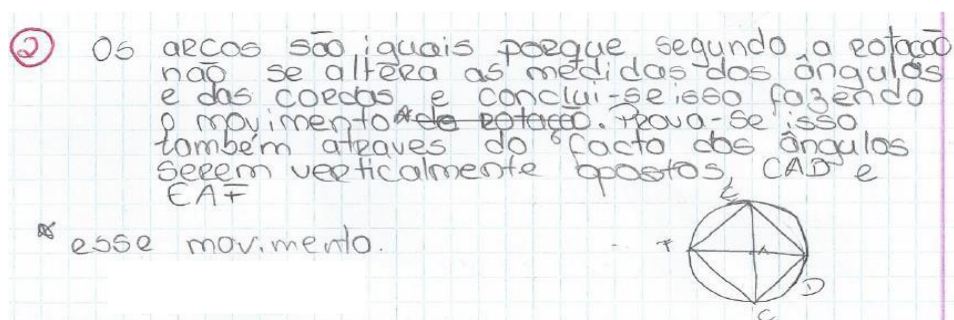 2 Os arcos são iguais porque segundo a rotação
não se altera as medidas dos ângulos
e das cordas e conclui-se isso fazendo
o movimento * de rotação. Prova-se isso
também atraves do facto dos ângulos
serem verticalmente opostos, CAD e
EAF
* esse movimento.
E
F
A
D
C